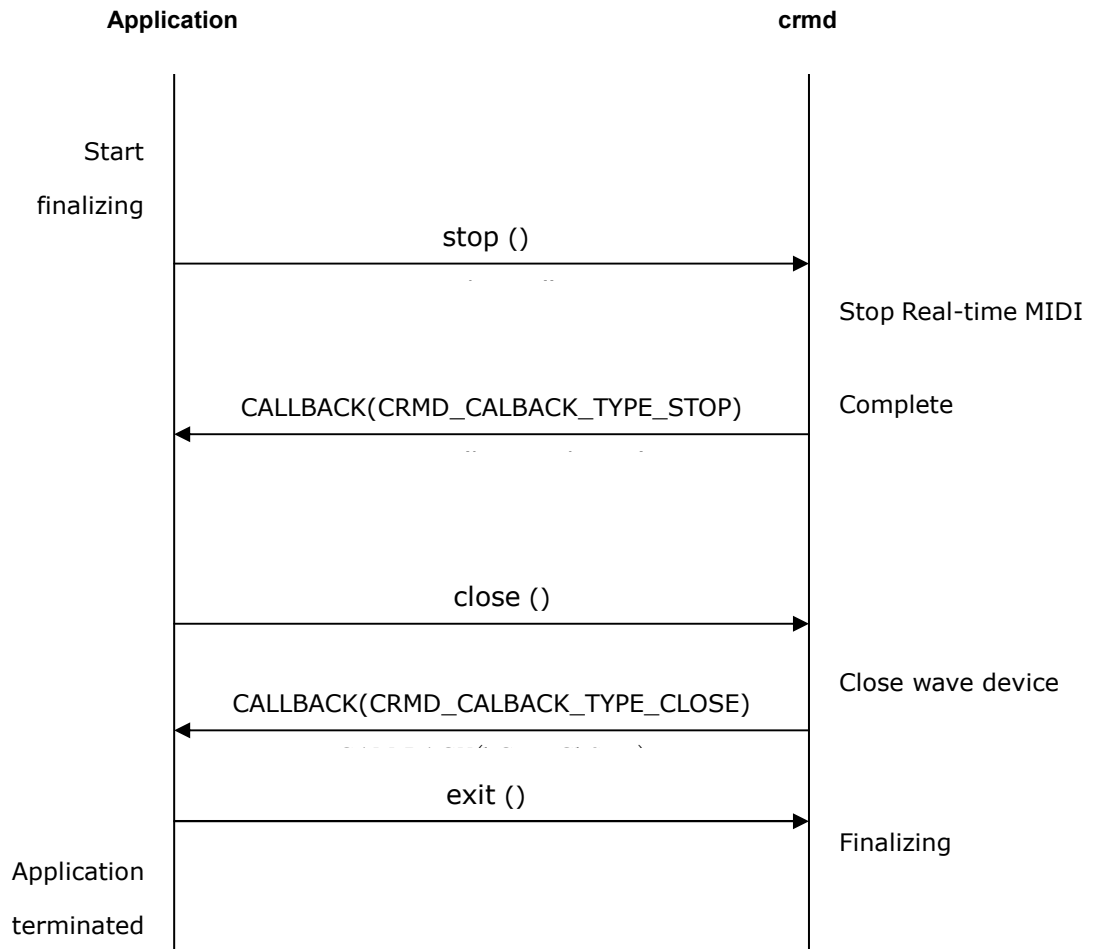 Application
crmd
Start
finalizing
stop ()
Stop Real-time MIDI
CALLBACK(CRMD_CALBACK_TYPE_STOP)
Complete
close ()
Close wave device
CALLBACK(CRMD_CALBACK_TYPE_CLOSE)
exit ()
Finalizing
Application
terminated